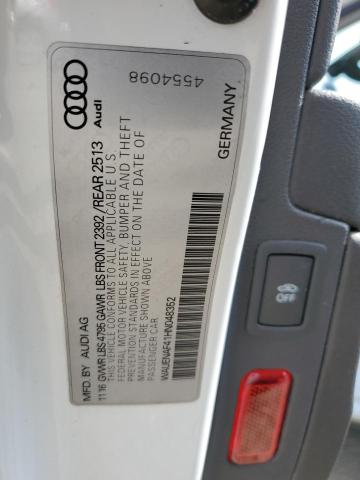 MFD. BY AUDI AG
11 16 GVWR LBS 4795 GAWR LBS FRONT 2392 / REAR 2513
THIS VEHICLE CONFORMS TO ALL APPLICABLE U.S.
FEDERAL MOTOR VEHICLE SAFETY, BUMPER AND THEFT
STANDARDS IN EFFECT ON THE DATE OF
MANUFACTURE SHOWN ABOVE
PASSENGER CAR
WAUENAF41HN048352
Audi
4554098
GERMANY
OFF